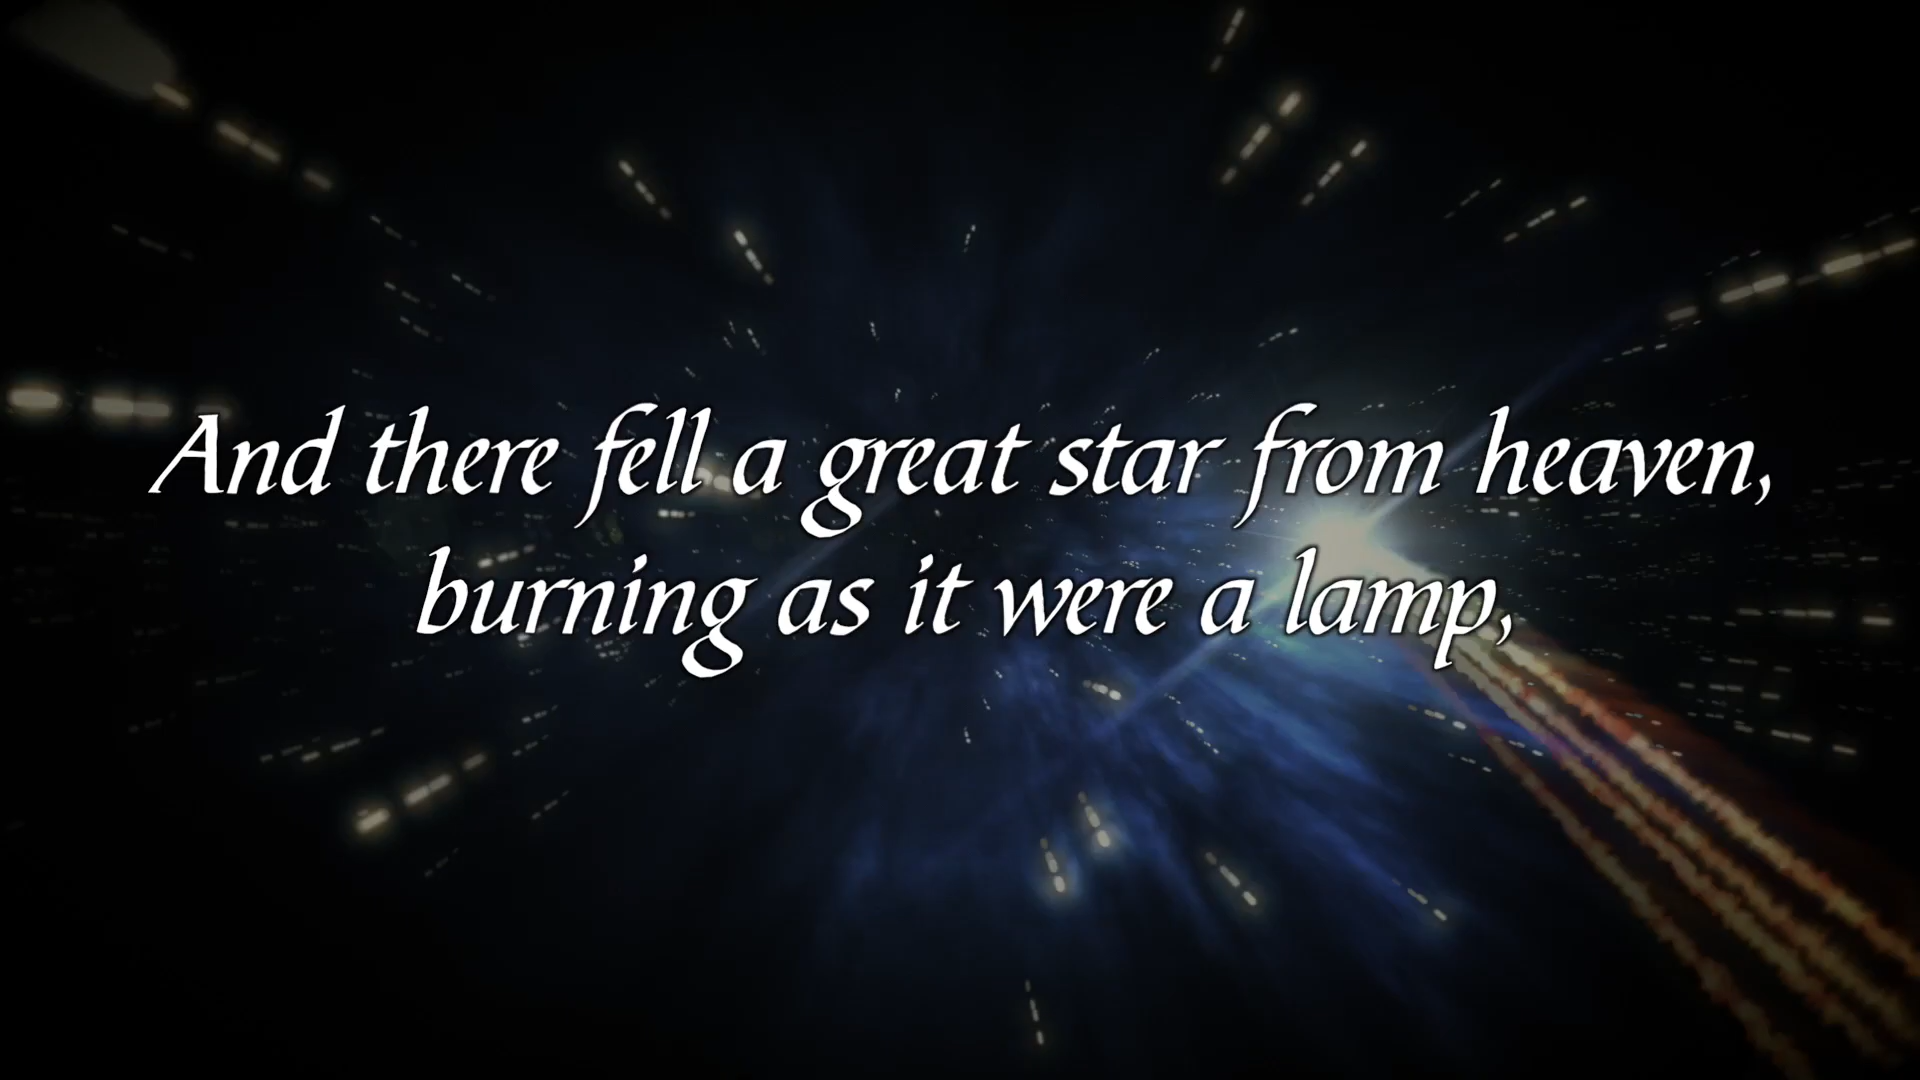 And there fell a great star from heaven,
burning as it were a lamp,